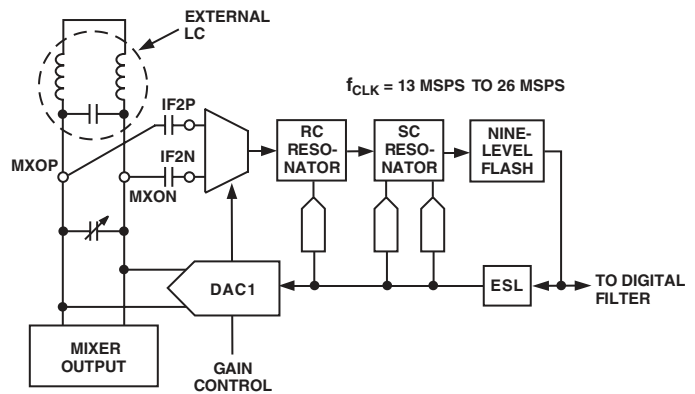 EXTERNAL
LC
f_CLK = 13 MSPS TO 26 MSPS
IF2P
RC
RESO-
NATOR
SC
RESO-
NATOR
NINE-
LEVEL
FLASH
MXOP
IF2N
MXON
DAC1
ESL
TO DIGITAL
FILTER
MIXER
OUTPUT
GAIN
CONTROL